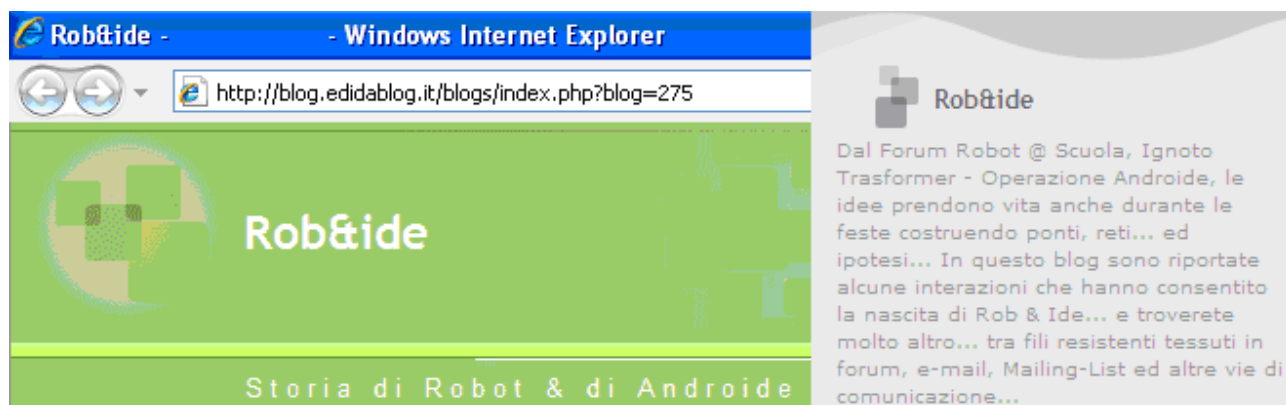 Rob&ide - - Windows Internet Explorer
http://blog.edidablog.it/blogs/index.php?blog=275
Rob&ide
Storia di Robot & di Androide
Rob&ide
Dal Forum Robot @ Scuola, Ignoto
Trasformer - Operazione Androide, le
idee prendono vita anche durante le
feste costruendo ponti, reti... ed
ipotesi... In questo blog sono riportate
alcune interazioni che hanno consentito
la nascita di Rob & Ide... e troverete
molto altro... tra fili resistenti tessuti in
forum, e-mail, Mailing-List ed altre vie di
comunicazione...